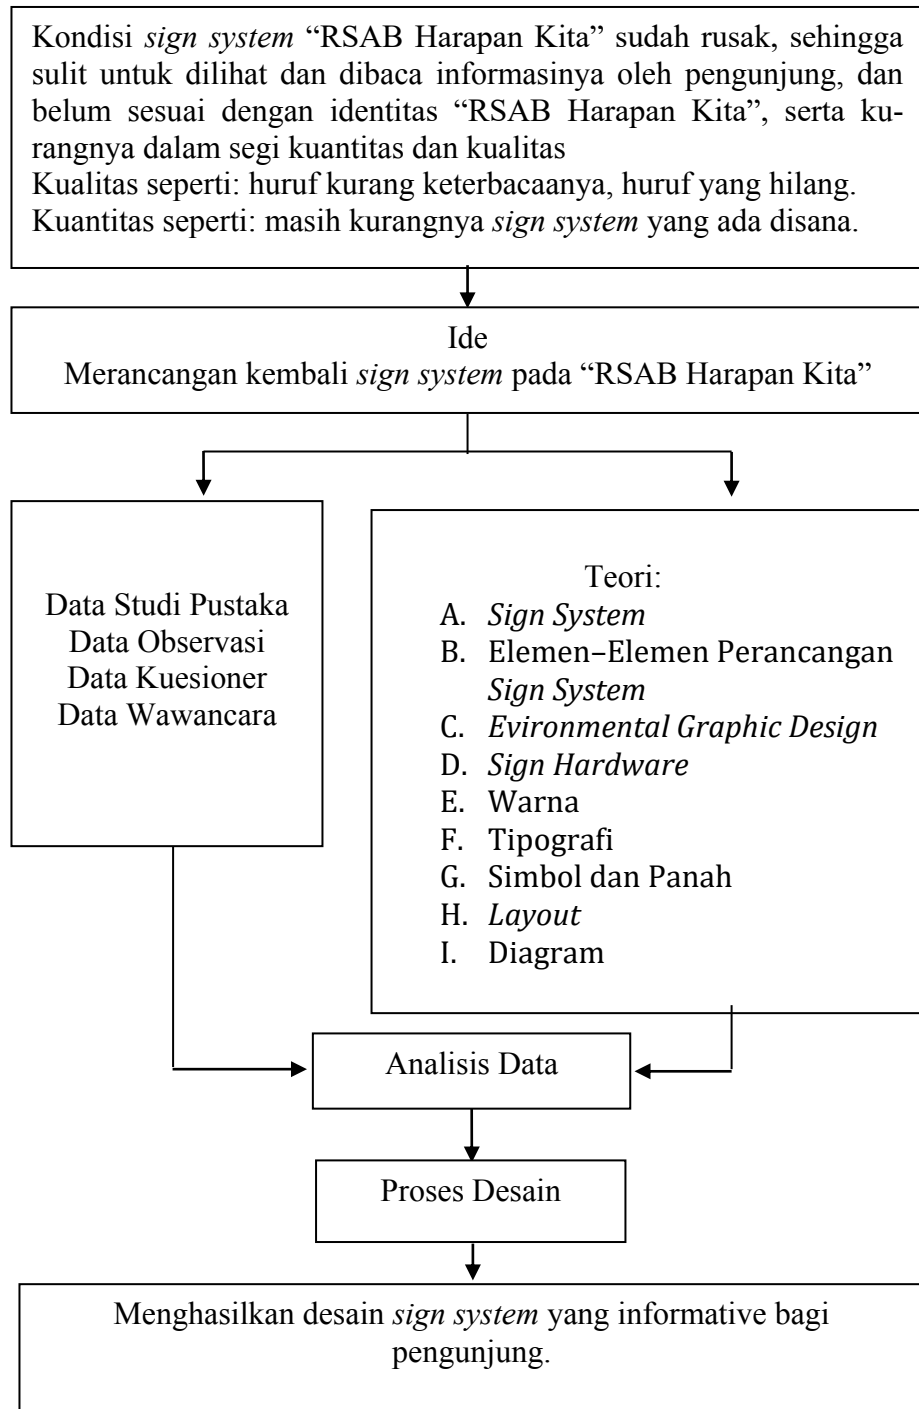 Kondisi sign system “RSAB Harapan Kita” sudah rusak, sehingga
sulit untuk dilihat dan dibaca informasinya oleh pengunjung, dan
belum sesuai dengan identitas “RSAB Harapan Kita”, serta ku-
rangnya dalam segi kuantitas dan kualitas
Kualitas seperti: huruf kurang keterbacaanya, huruf yang hilang.
Kuantitas seperti: masih kurangnya sign system yang ada disana.
Ide
Merancangan kembali sign system pada “RSAB Harapan Kita”
Data Studi Pustaka
Data Observasi
Data Kuesioner
Data Wawancara
Teori:
A. Sign System
B. Elemen–Elemen Perancangan
Sign System
C. Evironmental Graphic Design
D. Sign Hardware
E. Warna
F. Tipografi
G. Simbol dan Panah
H. Layout
I. Diagram
Analisis Data
Proses Desain
Menghasilkan desain sign system yang informative bagi
pengunjung.